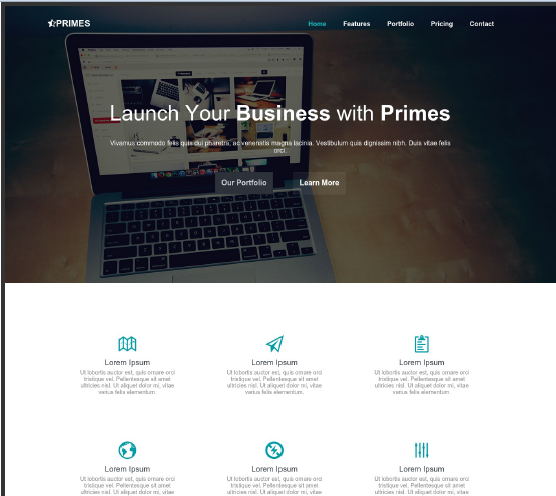 PRIMES
Home Features Portfolio Pricing Contact
Launch Your Business with Primes
Vivamus commodo felis quis dui pharetra, ac venenatis magna lacinia. Vestibulum quis dignissim nibh. Duis vitae felis
orci.
Our Portfolio Learn More
Lorem Ipsum
Ut lobortis auctor est, quis ornare orci
tristique vel. Pellentesque sit amet
ultricies nisl. Ut aliquet dolor mi, vitae
varius felis elementum.
Lorem Ipsum
Ut lobortis auctor est, quis ornare orci
tristique vel. Pellentesque sit amet
ultricies nisl. Ut aliquet dolor mi, vitae
varius felis elementum.
Lorem Ipsum
Ut lobortis auctor est, quis ornare orci
tristique vel. Pellentesque sit amet
ultricies nisl. Ut aliquet dolor mi, vitae
varius felis elementum.
Lorem Ipsum
Ut lobortis auctor est, quis ornare orci
tristique vel. Pellentesque sit amet
ultricies nisl. Ut aliquet dolor mi, vitae
Lorem Ipsum
Ut lobortis auctor est, quis ornare orci
tristique vel. Pellentesque sit amet
ultricies nisl. Ut aliquet dolor mi, vitae
Lorem Ipsum
Ut lobortis auctor est, quis ornare orci
tristique vel. Pellentesque sit amet
ultricies nisl. Ut aliquet dolor mi, vitae